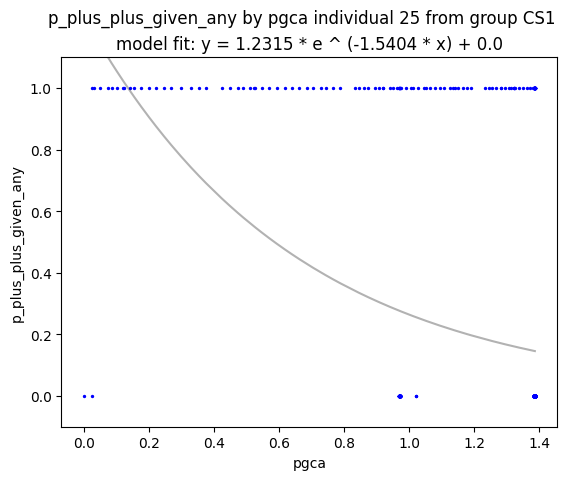 p_plus_plus_given_any by pgca individual 25 from group CS1
model fit: y = 1.2315 * e ^ (-1.5404 * x) + 0.0
1.0
0.8
0.6
0.4
0.2
0.0
p_plus_plus_given_any
0.0 0.2 0.4 0.6 0.8 1.0 1.2 1.4
pgca